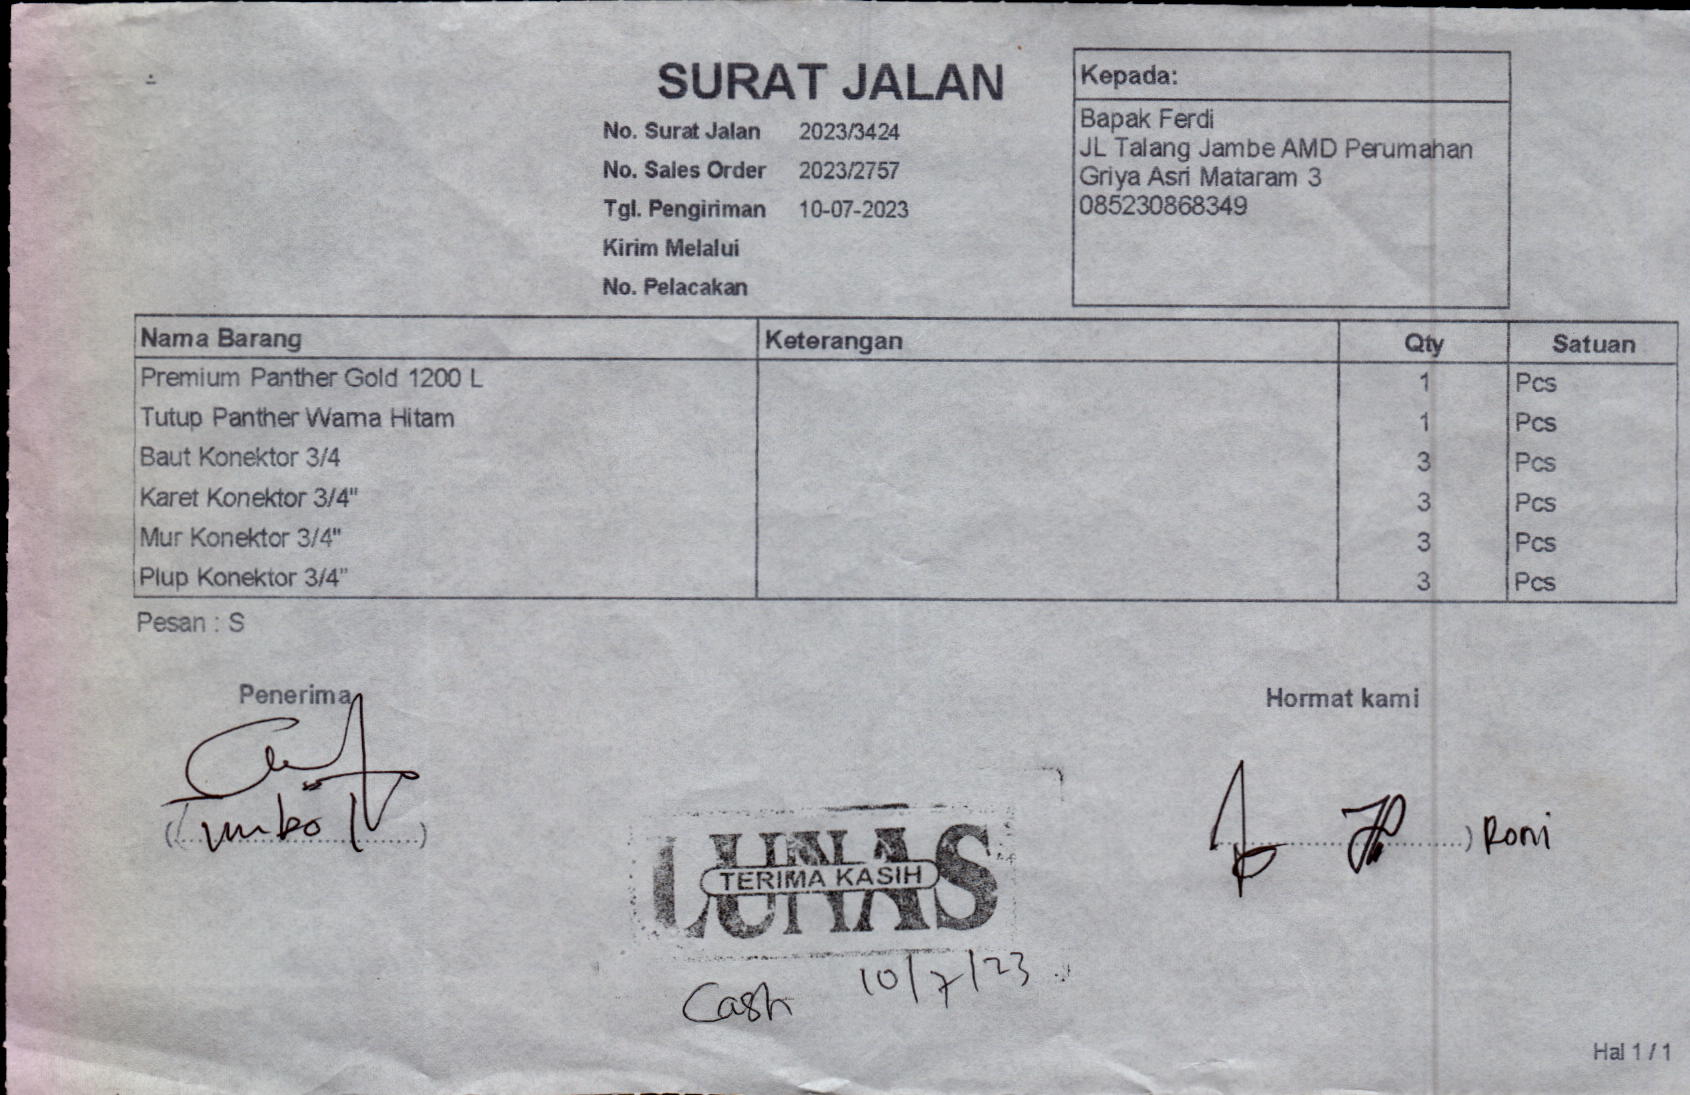 SURAT JALAN
No. Surat Jalan 2023/3424
No. Sales Order 2023/2757
Tgl. Pengiriman 10-07-2023
Kirim Melalui
No. Pelacakan
Kepada:
Bapak Ferdi
JL Talang Jambe AMD Perumahan
Griya Asri Mataram 3
085230868349
Nama Barang Keterangan Qty Satuan
Premium Panther Gold 1200 L 1 Pcs
Tutup Panther Warna Hitam 1 Pcs
Baut Konektor 3/4 3 Pcs
Karet Konektor 3/4" 3 Pcs
Mur Konektor 3/4" 3 Pcs
Plup Konektor 3/4" 3 Pcs
Pesan : S
Penerima
Hormat kami
Roni
LUNAS
TERIMA KASIH
Cash 10/7/23
Hal 1 / 1